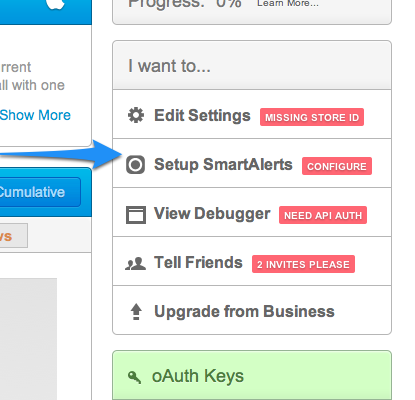 Progress: 0% Learn More...
rrent
all with one
Show More
Cumulative
ws
I want to...
Edit Settings MISSING STORE ID
Setup SmartAlerts CONFIGURE
View Debugger NEED API AUTH
Tell Friends 2 INVITES PLEASE
Upgrade from Business
oAuth Keys